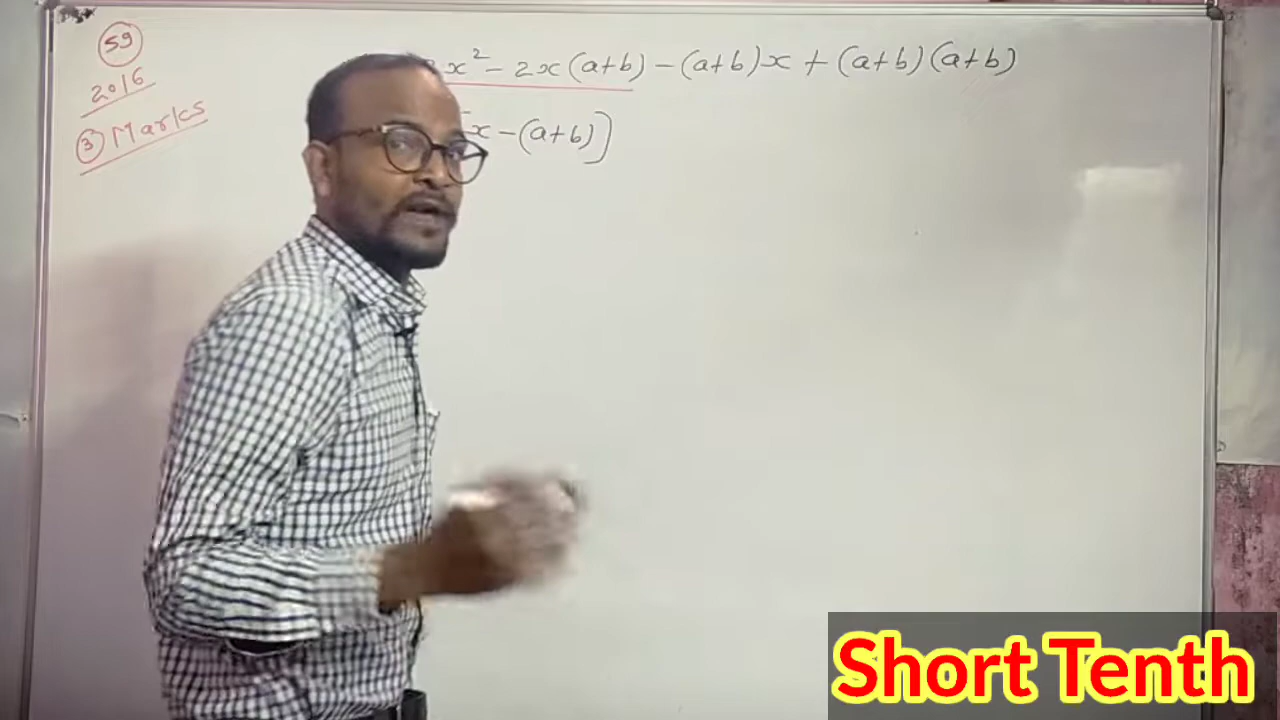 59
2016
3 Marks
x² - 2x(a+b) - (a+b)x + (a+b)(a+b)
x - (a+b)]
Short Tenth